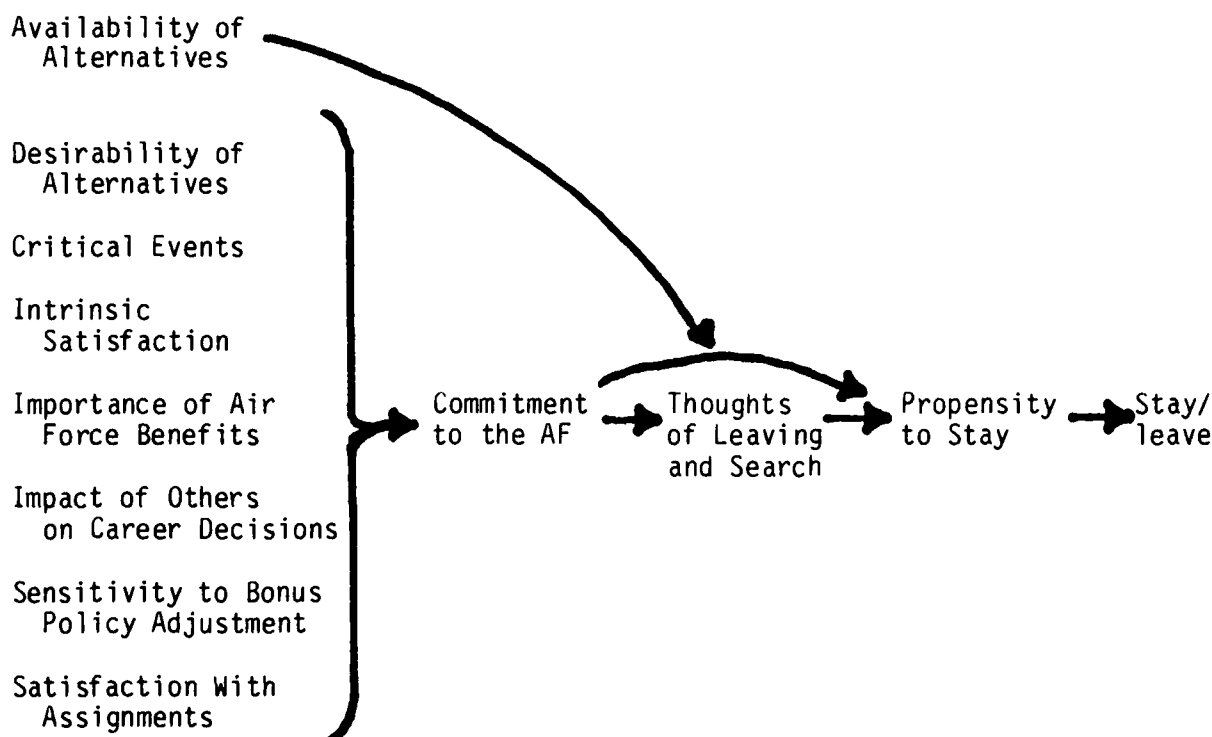 Availability of
Alternatives
Desirability of
Alternatives
Critical Events
Intrinsic
Satisfaction
Importance of Air
Force Benefits
Impact of Others
on Career Decisions
Sensitivity to Bonus
Policy Adjustment
Satisfaction With
Assignments
Commitment
to the AF
Thoughts
of Leaving
and Search
Propensity
to Stay
Stay/
leave